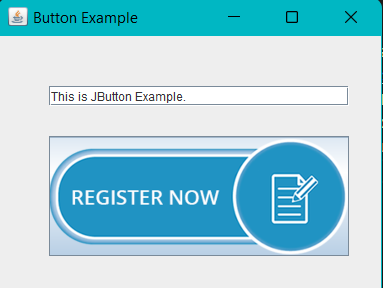 Button Example
This is JButton Example.
REGISTER NOW